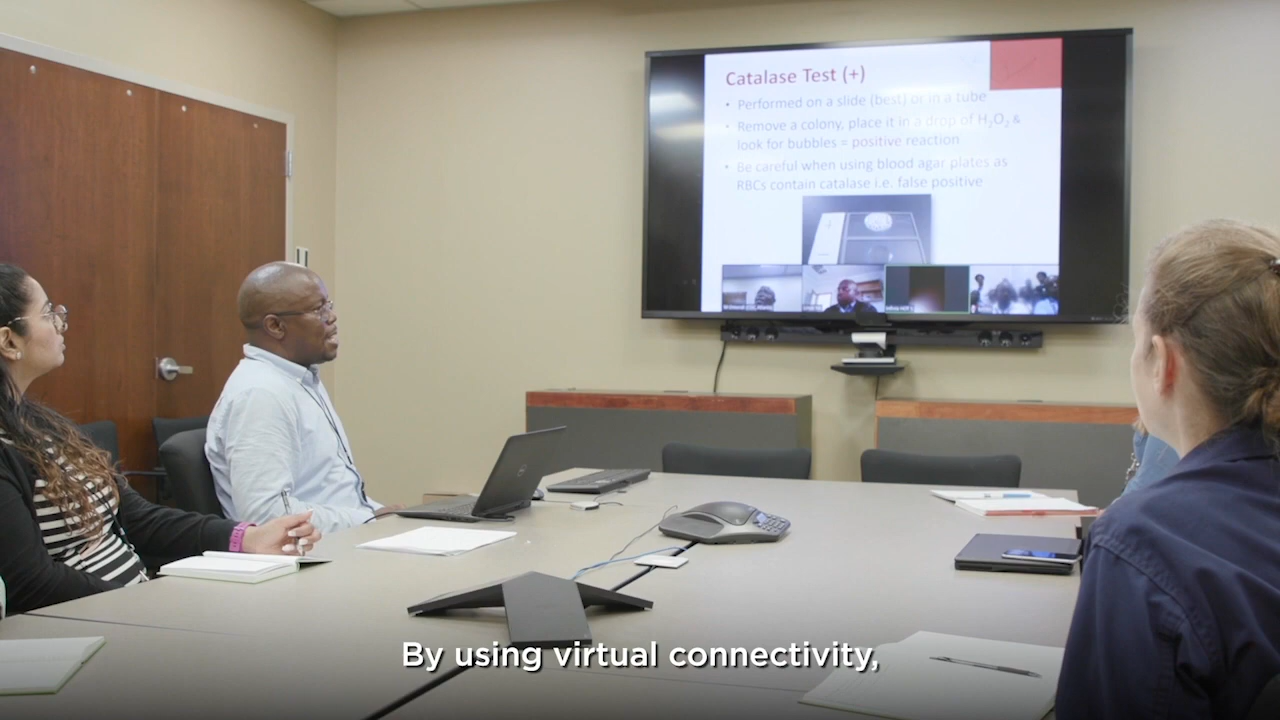 Catalase Test (+)
• Performed on a slide (best) or in a tube
• Remove a colony, place it in a drop of H₂O₂ &
look for bubbles = positive reaction
• Be careful when using blood agar plates as
RBCs contain catalase i.e. false positive
By using virtual connectivity,